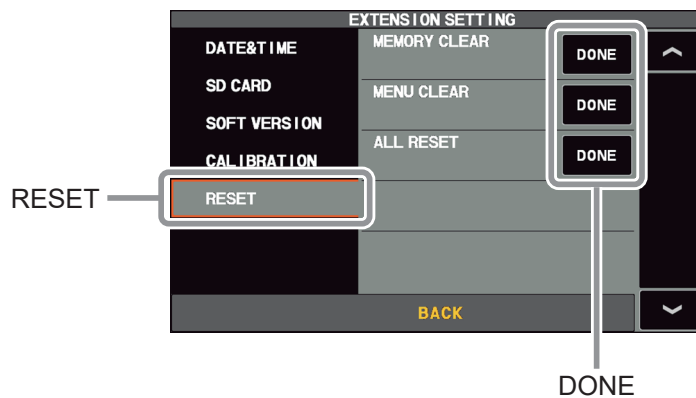 EXTENSION SETTING
DATE&TIME
MEMORY CLEAR
DONE
SD CARD
MENU CLEAR
DONE
SOFT VERSION
ALL RESET
DONE
CALIBRATION
RESET
RESET
BACK
DONE